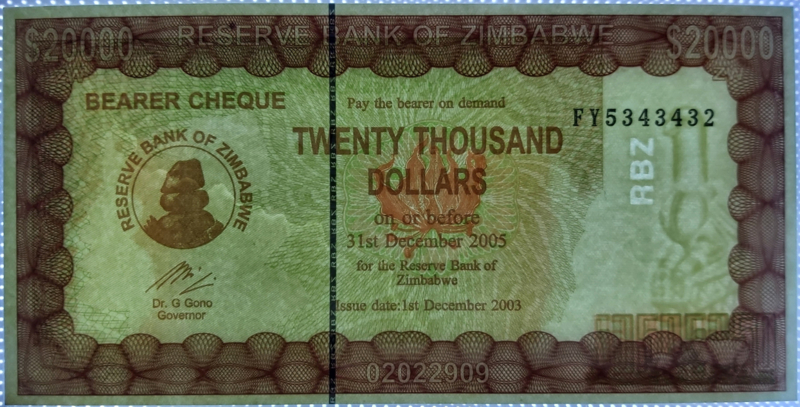 $20000 RESERVE BANK OF ZIMBABWE $20000
BEARER CHEQUE
Pay the bearer on demand
FY5343432
TWENTY THOUSAND
DOLLARS
RESERVE BANK OF ZIMBABWE
RBZ
on or before
31st December 2005
for the Reserve Bank of
Zimbabwe
Dr. G Gono
Governor
Issue date:1st December 2003
02022909